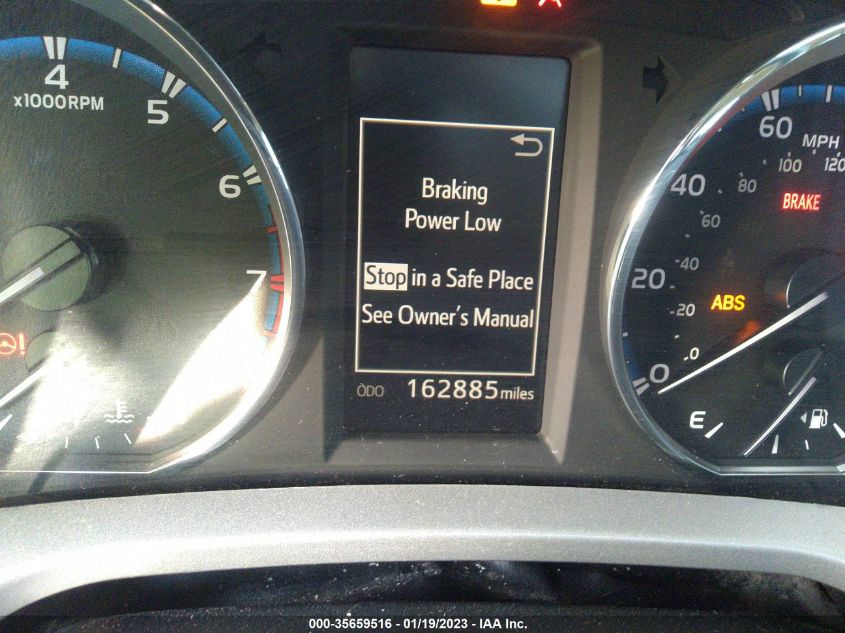 4
x1000RPM
5
6
7
Braking
Power Low
Stop in a Safe Place
See Owner's Manual
ODO 162885 miles
60
MPH
100 120
40
80
BRAKE
60
20
40
ABS
20
0
0
E
000-35659516 - 01/19/2023 - IAA Inc.